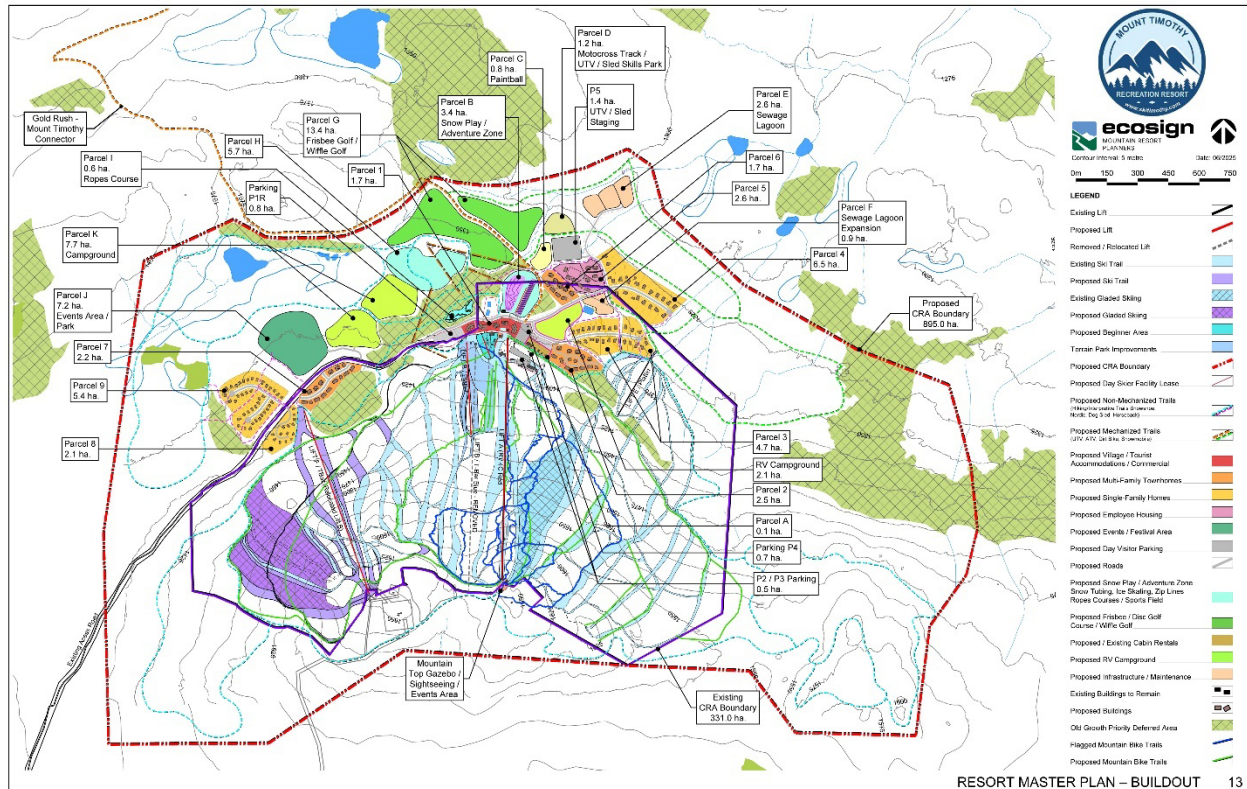 Parcel D
1.2 ha.
Motocross Track /
UTV / Sled Skills Park
Parcel C
0.8 ha.
Paintball
P5
1.4 ha.
UTV / Sled
Staging
Parcel B
3.4 ha.
Snow Play /
Adventure Zone
Parcel E
2.6 ha.
Sewage
Lagoon
Gold Rush -
Mount Timothy
Connector
Parcel G
13.4 ha.
Frisbee Golf /
Wiffle Golf
Parcel H
5.7 ha.
Parcel I
0.6 ha.
Ropes Course
Parcel 1
1.7 ha.
Parcel 6
1.7 ha.
Parcel 5
2.6 ha.
Parking
P1R
0.8 ha.
Parcel F
Sewage Lagoon
Expansion
0.9 ha.
Parcel K
7.7 ha.
Campground
Parcel 4
6.5 ha.
Parcel J
7.2 ha.
Events Area /
Park
Proposed
CRA Boundary
895.0 ha.
Parcel 7
2.2 ha.
Parcel 9
5.4 ha.
Parcel 8
2.1 ha.
Parcel 3
4.7 ha.
RV Campground
2.1 ha.
Parcel 2
2.5 ha.
Parcel A
0.1 ha.
Parking P4
0.7 ha.
P2 / P3 Parking
0.5 ha.
Existing Access Road
Mountain
Top Gazebo /
Sightseeing /
Events Area
Existing
CRA Boundary
331.0 ha.
MOUNT TIMOTHY
RECREATION RESORT
www.skitimothy.com
ecosign
MOUNTAIN RESORT
PLANNERS
Contour Interval: 5 metre
Date: 06/2025
0m 150 300 450 600 750
LEGEND
Existing Lift
Proposed Lift
Removed / Relocated Lift
Existing Ski Trail
Proposed Ski Trail
Existing Gladed Skiing
Proposed Gladed Skiing
Proposed Beginner Area
Terrain Park Improvements
Proposed CRA Boundary
Proposed Day Skier Facility Lease
Proposed Non-Mechanized Trails
Proposed Mechanized Trails
(UTV, ATV, Dirt Bike, Snowmobile)
Proposed Village / Tourist
Accommodations / Commercial
Proposed Multi-Family Townhomes
Proposed Single-Family Homes
Proposed Employee Housing
Proposed Events / Festival Area
Proposed Day Visitor Parking
Proposed Roads
Proposed Snow Play / Adventure Zone
Snow Tubing, Ice Skating, Zip Lines
Ropes Courses / Sports Field
Proposed Frisbee / Disc Golf
Course / Wiffle Golf
Proposed / Existing Cabin Rentals
Proposed RV Campground
Proposed Infrastructure / Maintenance
Existing Buildings to Remain
Proposed Buildings
Old Growth Priority Deferred Area
Flagged Mountain Bike Trails
Proposed Mountain Bike Trails
RESORT MASTER PLAN – BUILDOUT 13